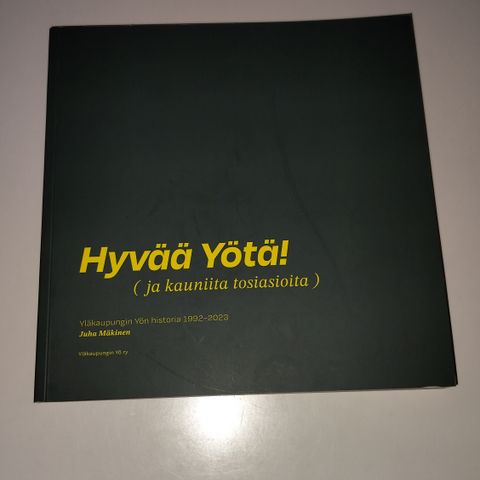 Hyvää Yötä!
( ja kauniita tosiasioita )
Yläkaupungin Yön historia 1992–2023
Juha Mäkinen
Yläkaupungin Yö ry